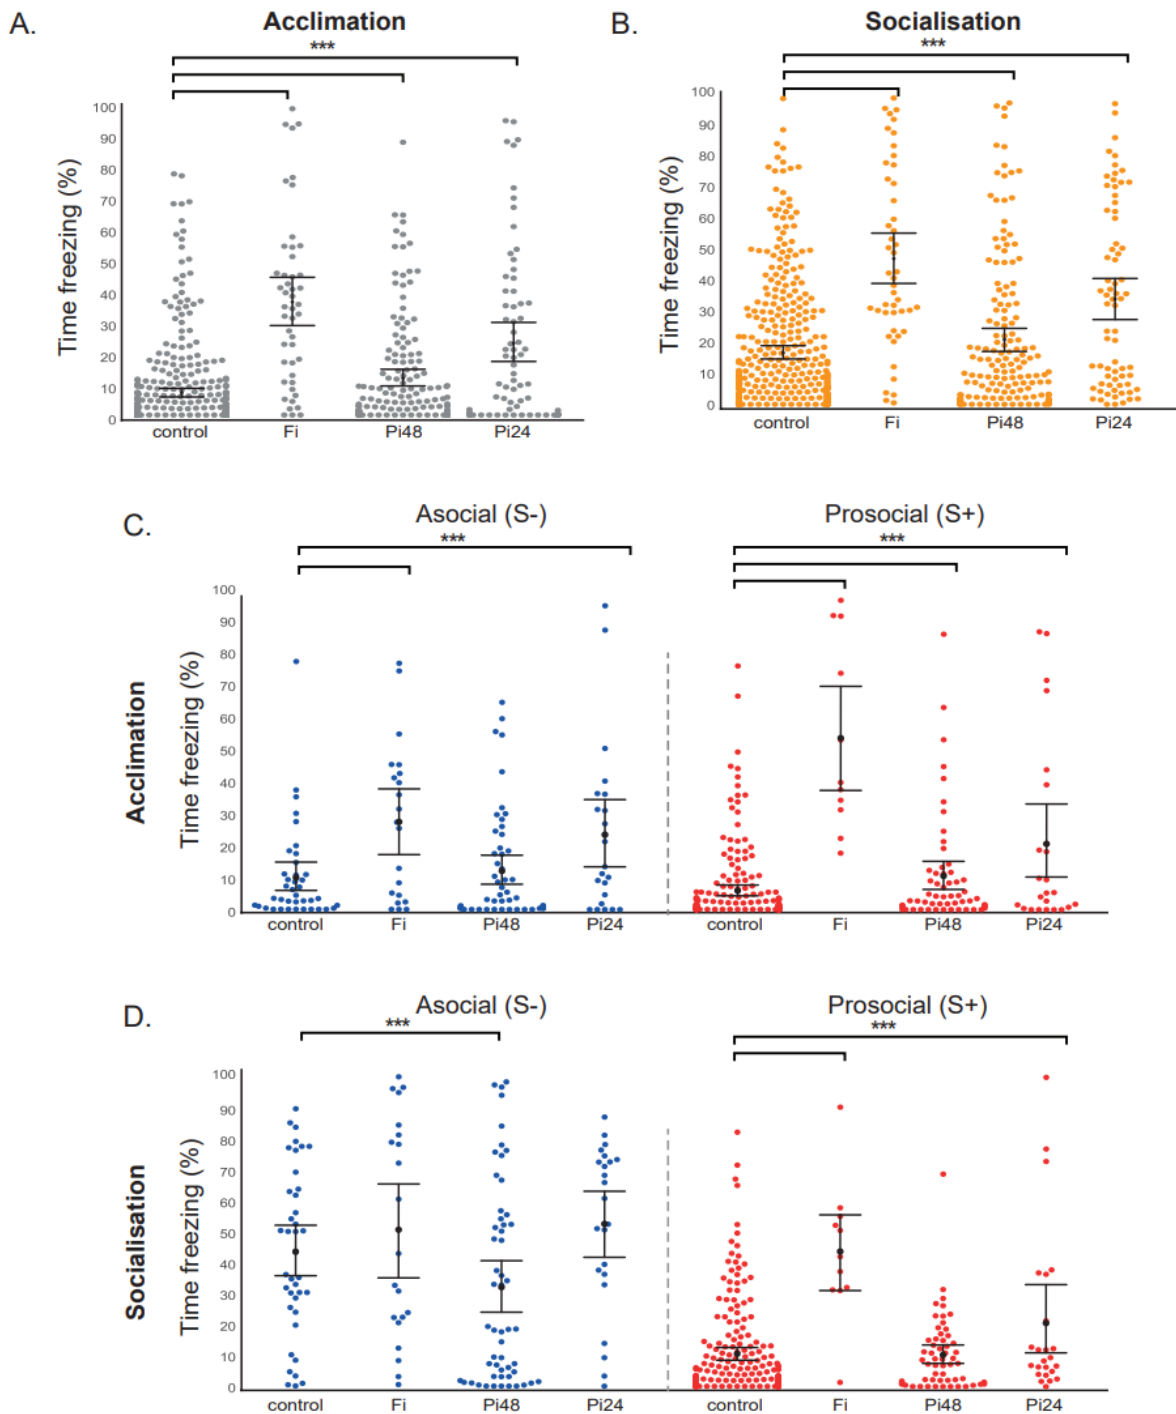 A.
Acclimation
***
Time freezing (%)
100
90
80
70
60
50
40
30
20
10
0
control Fi Pi48 Pi24
B.
Socialisation
***
Time freezing (%)
100
90
80
70
60
50
40
30
20
10
0
control Fi Pi48 Pi24
C.
Asocial (S-)
***
Prosocial (S+)
***
Acclimation
Time freezing (%)
100
90
80
70
60
50
40
30
20
10
0
control Fi Pi48 Pi24 control Fi Pi48 Pi24
D.
Asocial (S-)
***
Prosocial (S+)
***
Socialisation
Time freezing (%)
100
90
80
70
60
50
40
30
20
10
0
control Fi Pi48 Pi24 control Fi Pi48 Pi24